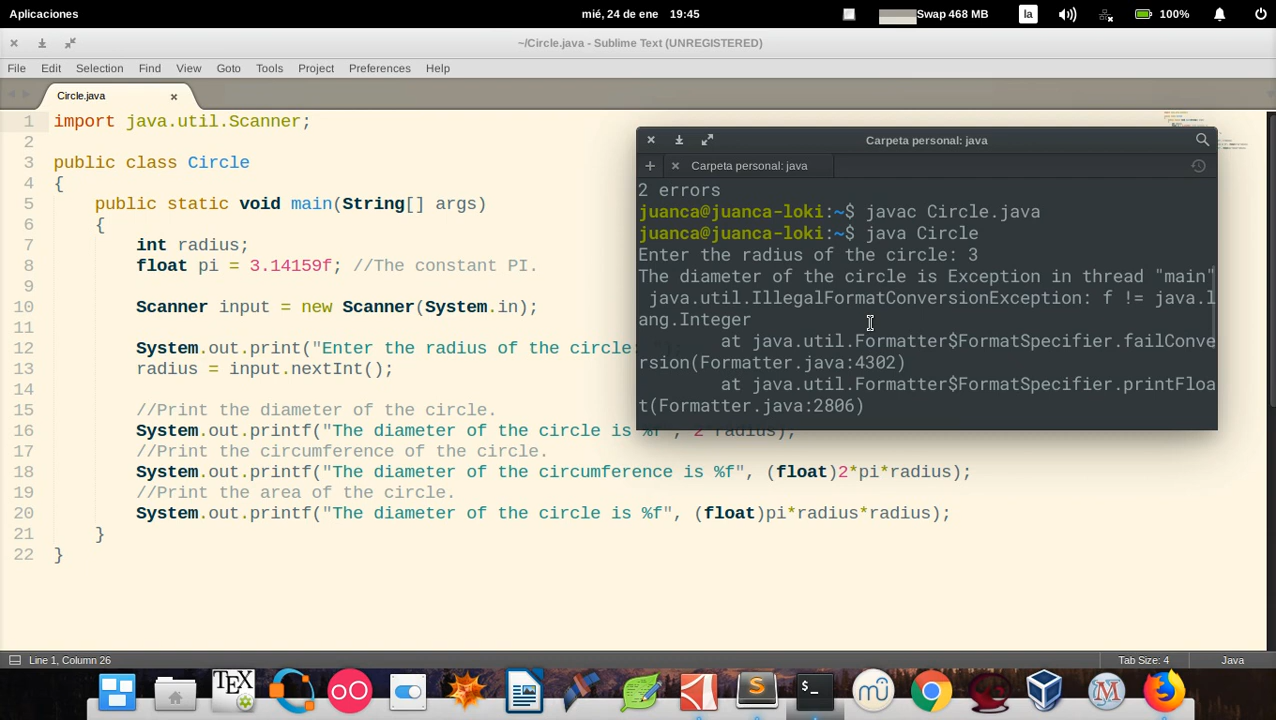 Aplicaciones
mié, 24 de ene 19:45
Swap 468 MB
la
100%
~/Circle.java - Sublime Text (UNREGISTERED)
File Edit Selection Find View Goto Tools Project Preferences Help
Circle.java
1 import java.util.Scanner;
2
3 public class Circle
4 {
5 public static void main(String[] args)
6 {
7 int radius;
8 float pi = 3.14159f; //The constant PI.
9
10 Scanner input = new Scanner(System.in);
11
12 System.out.print("Enter the radius of the circle:
13 radius = input.nextInt();
14
15 //Print the diameter of the circle.
16 System.out.printf("The diameter of the circle is %f", 2*radius);
17 //Print the circumference of the circle.
18 System.out.printf("The diameter of the circumference is %f", (float)2*pi*radius);
19 //Print the area of the circle.
20 System.out.printf("The diameter of the circle is %f", (float)pi*radius*radius);
21 }
22 }
Carpeta personal: java
Carpeta personal: java
2 errors
juanca@juanca-loki:~$ javac Circle.java
juanca@juanca-loki:~$ java Circle
Enter the radius of the circle: 3
The diameter of the circle is Exception in thread "main"
java.util.IllegalFormatConversionException: f != java.l
ang.Integer
at java.util.Formatter$FormatSpecifier.failConve
rsion(Formatter.java:4302)
at java.util.Formatter$FormatSpecifier.printFloa
t(Formatter.java:2806)
Line 1, Column 26
Tab Size: 4
Java
TEX